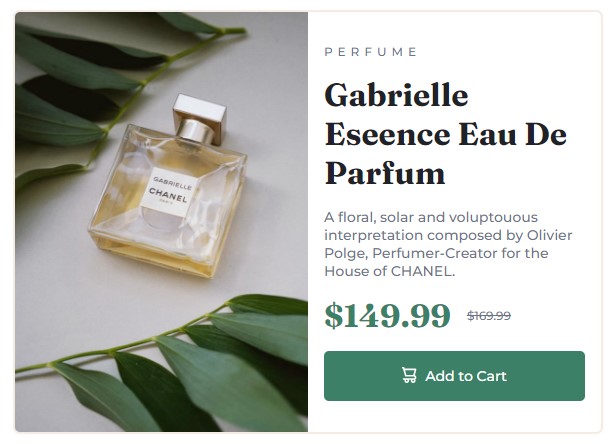 GABRIELLE
CHANEL
PARIS
PERFUME
Gabrielle
Eseence Eau De
Parfum
A floral, solar and voluptouous
interpretation composed by Olivier
Polge, Perfumer-Creator for the
House of CHANEL.
$149.99 $169.99
Add to Cart